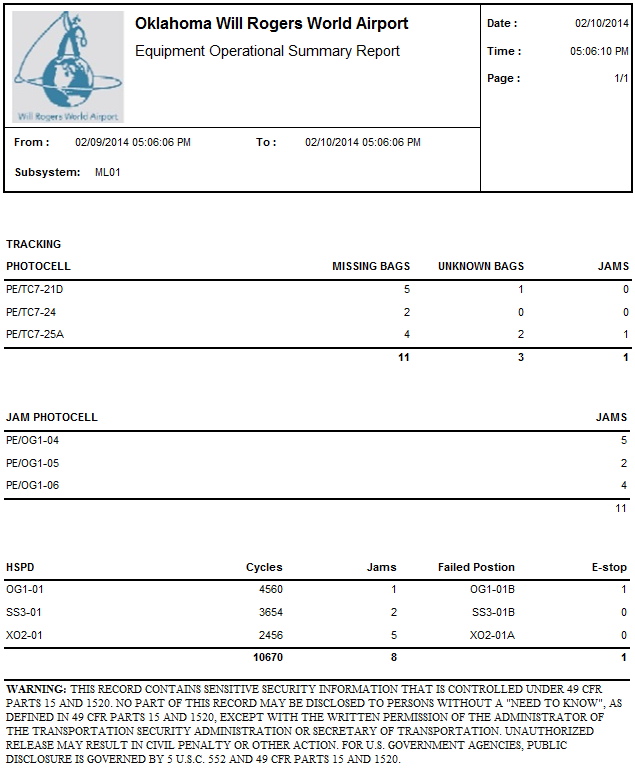 Oklahoma Will Rogers World Airport
Equipment Operational Summary Report
Will Rogers World Airport
Date : 02/10/2014
Time : 05:06:10 PM
Page : 1/1
From : 02/09/2014 05:06:06 PM To : 02/10/2014 05:06:06 PM
Subsystem: ML01
TRACKING
PHOTOCELL MISSING BAGS UNKNOWN BAGS JAMS
PE/TC7-21D 5 1 0
PE/TC7-24 2 0 0
PE/TC7-25A 4 2 1
11 3 1
JAM PHOTOCELL JAMS
PE/OG1-04 5
PE/OG1-05 2
PE/OG1-06 4
11
HSPD Cycles Jams Failed Postion E-stop
OG1-01 4560 1 OG1-01B 1
SS3-01 3654 2 SS3-01B 0
XO2-01 2456 5 XO2-01A 0
10670 8 1
WARNING: THIS RECORD CONTAINS SENSITIVE SECURITY INFORMATION THAT IS CONTROLLED UNDER 49 CFR
PARTS 15 AND 1520. NO PART OF THIS RECORD MAY BE DISCLOSED TO PERSONS WITHOUT A "NEED TO KNOW", AS
DEFINED IN 49 CFR PARTS 15 AND 1520, EXCEPT WITH THE WRITTEN PERMISSION OF THE ADMINISTRATOR OF
THE TRANSPORTATION SECURITY ADMINISTRATION OR SECRETARY OF TRANSPORTATION. UNAUTHORIZED
RELEASE MAY RESULT IN CIVIL PENALTY OR OTHER ACTION. FOR U.S. GOVERNMENT AGENCIES, PUBLIC
DISCLOSURE IS GOVERNED BY 5 U.S.C. 552 AND 49 CFR PARTS 15 AND 1520.